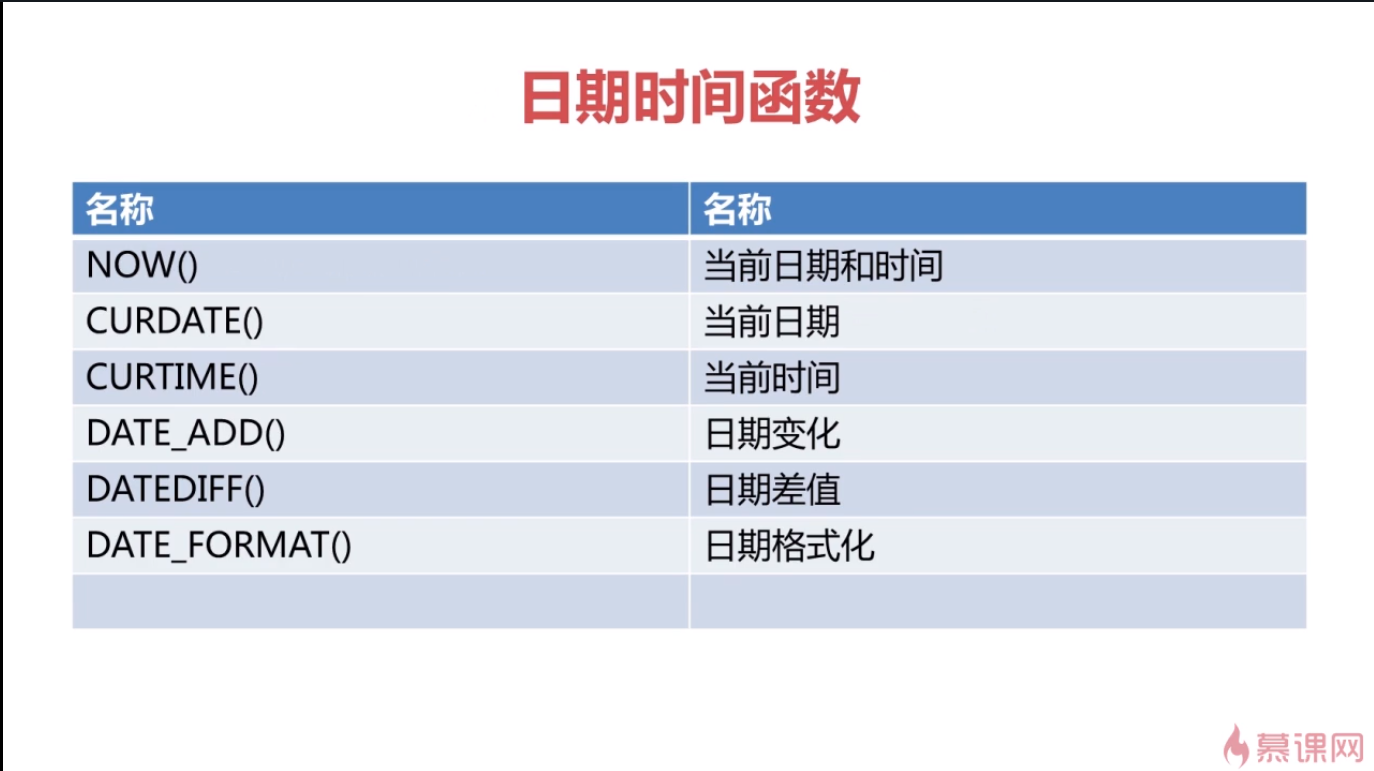 日期时间函数
名称 名称
NOW() 当前日期和时间
CURDATE() 当前日期
CURTIME() 当前时间
DATE_ADD() 日期变化
DATEDIFF() 日期差值
DATE_FORMAT() 日期格式化
慕课网